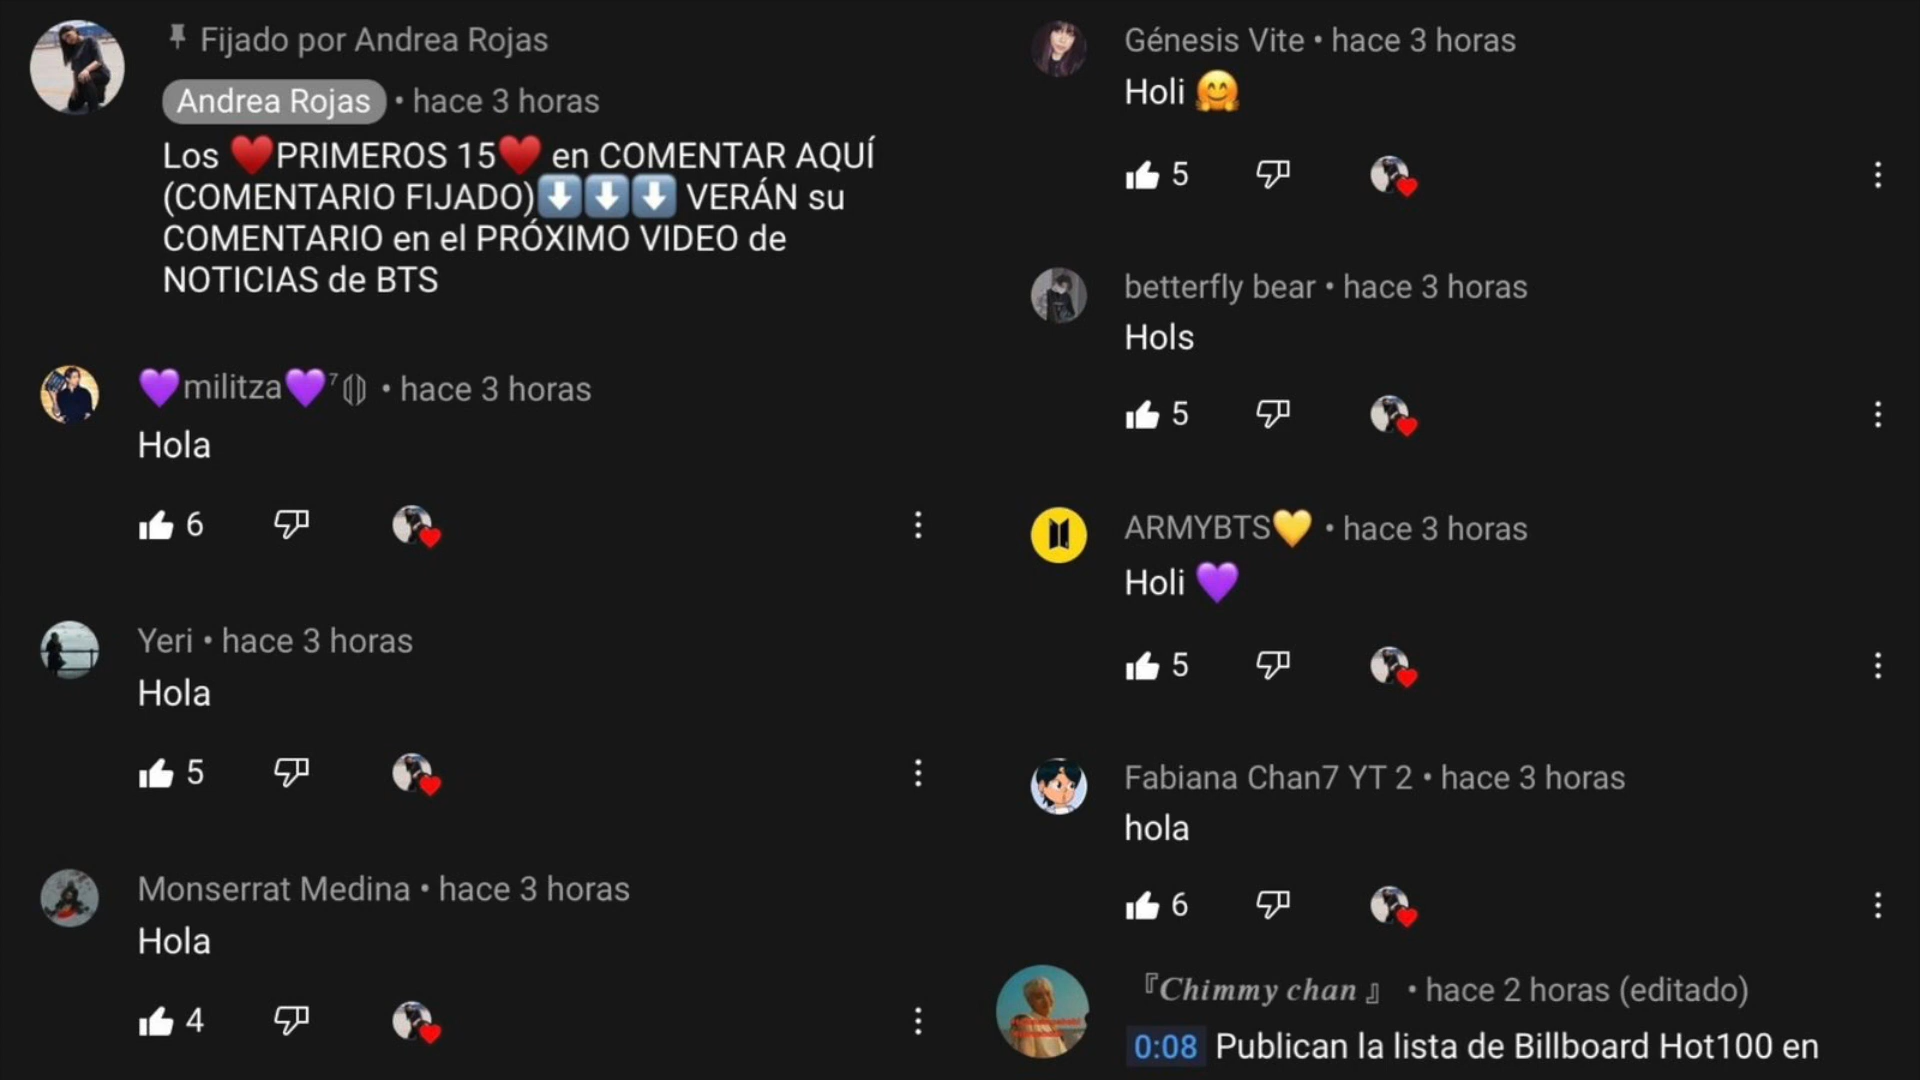 Fijado por Andrea Rojas
Andrea Rojas • hace 3 horas
Los ❤️PRIMEROS 15❤️ en COMENTAR AQUÍ
(COMENTARIO FIJADO)⬇️⬇️⬇️ VERÁN su
COMENTARIO en el PRÓXIMO VIDEO de
NOTICIAS de BTS
💜militza💜⁷⟬⟭ • hace 3 horas
Hola
6
Yeri • hace 3 horas
Hola
5
Monserrat Medina • hace 3 horas
Hola
4
Génesis Vite • hace 3 horas
Holi 🤗
5
betterfly bear • hace 3 horas
Hols
5
ARMYBTS💛 • hace 3 horas
Holi 💜
5
Fabiana Chan7 YT 2 • hace 3 horas
hola
6
『Chimmy chan 』 • hace 2 horas (editado)
0:08 Publican la lista de Billboard Hot100 en